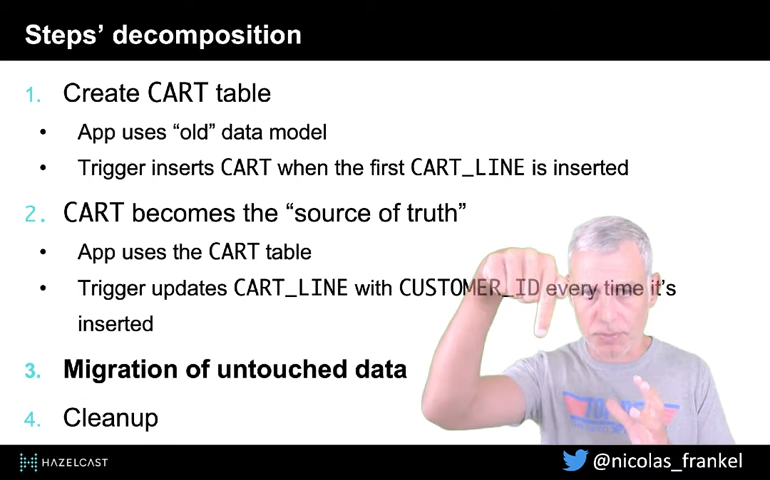 Steps' decomposition
1. Create CART table
• App uses “old” data model
• Trigger inserts CART when the first CART_LINE is inserted
2. CART becomes the “source of truth”
• App uses the CART table
• Trigger updates CART_LINE with CUSTOMER_ID every time it’s
inserted
3. Migration of untouched data
4. Cleanup
HAZELCAST
@nicolas_frankel